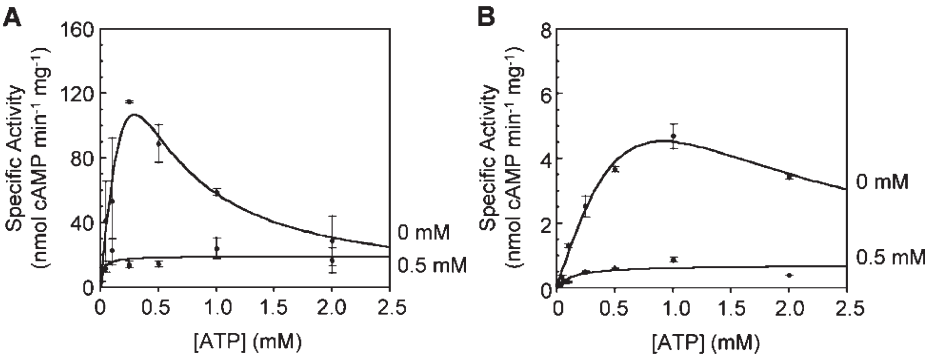 A
Specific Activity
(nmol cAMP min⁻¹ mg⁻¹)
160
120
80
40
0
0
0.5
1.0
1.5
2.0
2.5
[ATP] (mM)
0 mM
0.5 mM
B
Specific Activity
(nmol cAMP min⁻¹ mg⁻¹)
8
6
4
2
0
0
0.5
1.0
1.5
2.0
2.5
[ATP] (mM)
0 mM
0.5 mM